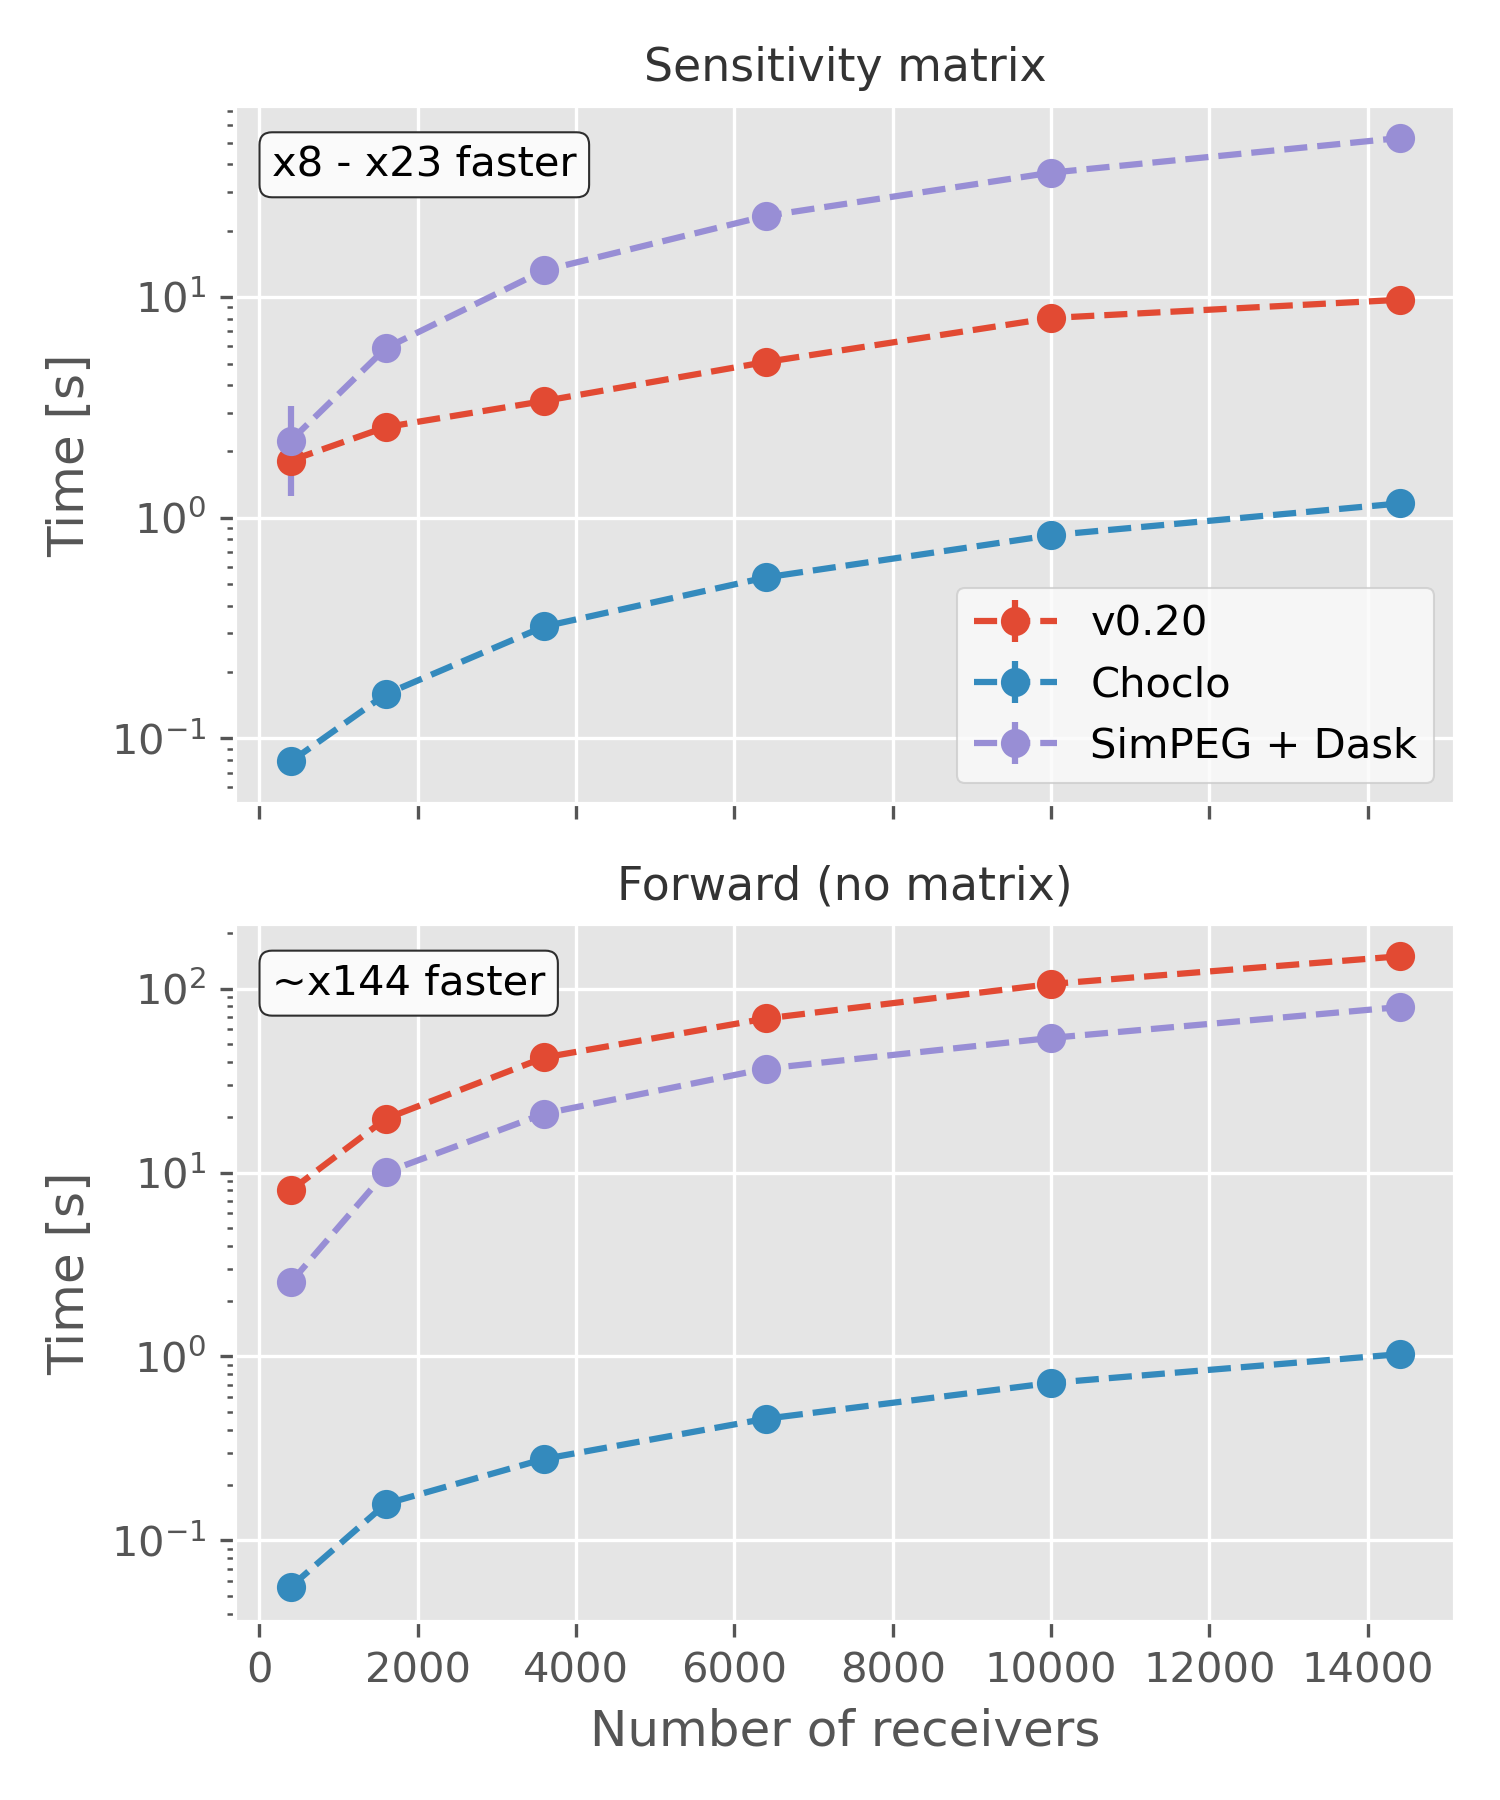 Sensitivity matrix
x8 - x23 faster
10¹
10⁰
10⁻¹
Time [s]
v0.20
Choclo
SimPEG + Dask
Forward (no matrix)
~x144 faster
10²
10¹
10⁰
10⁻¹
Time [s]
0 2000 4000 6000 8000 10000 12000 14000
Number of receivers